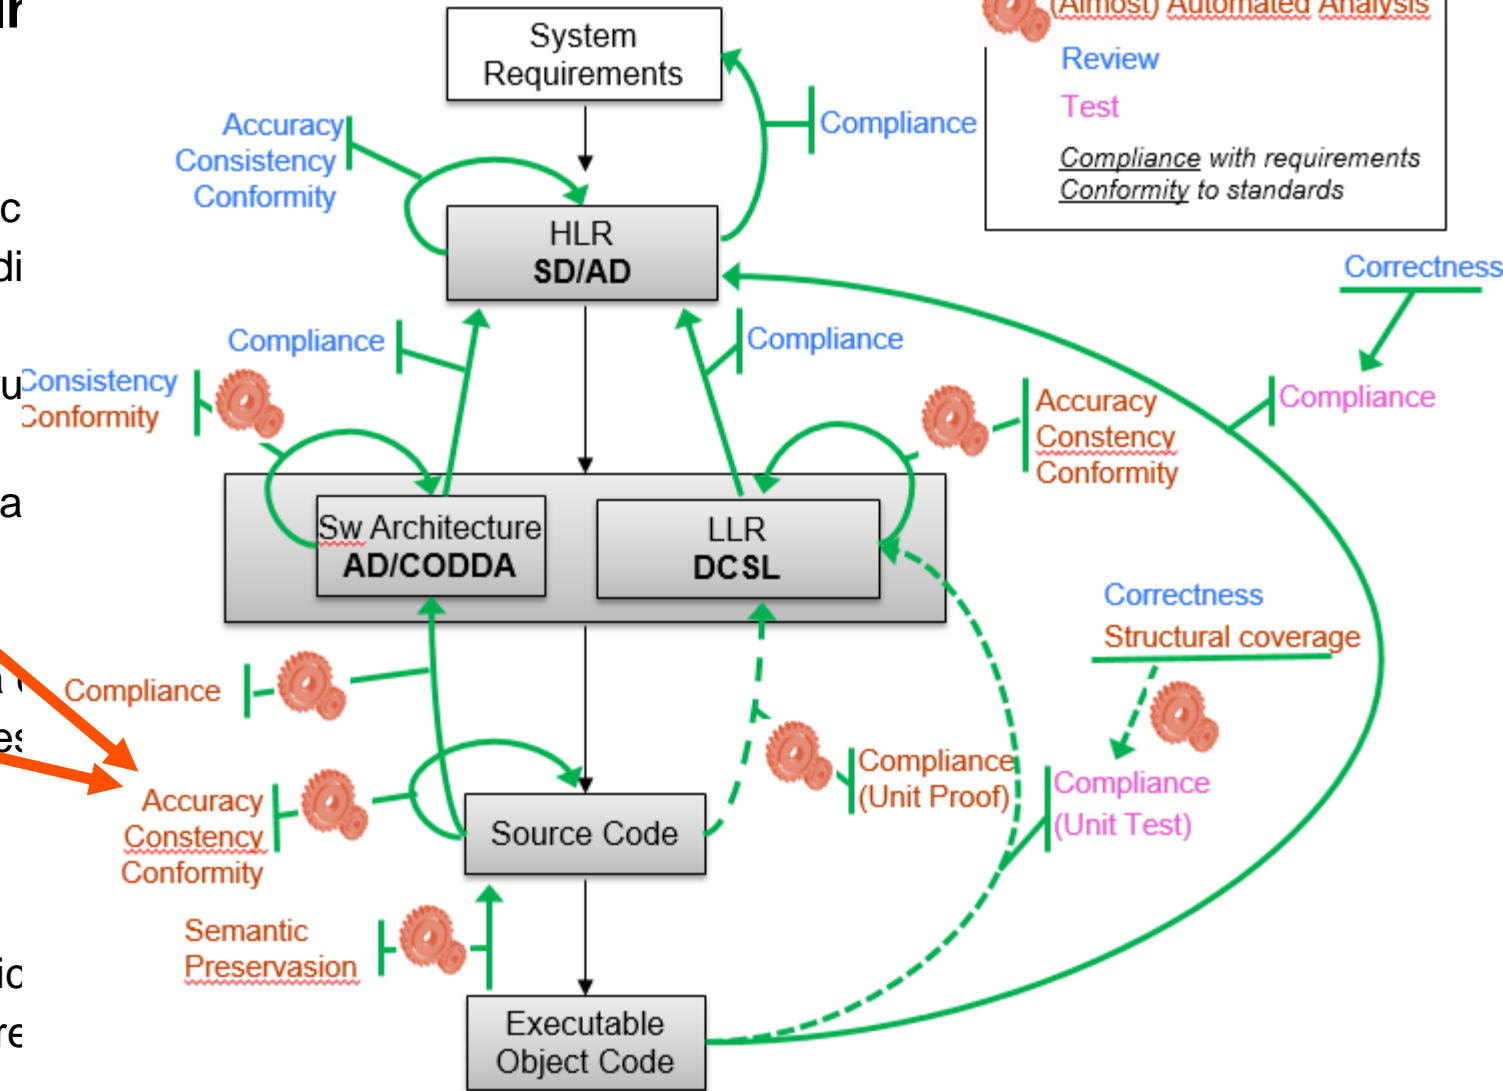 (Almost) Automated Analysis
Review
Test
Compliance with requirements
Conformity to standards
System
Requirements
Accuracy
Consistency
Conformity
Compliance
HLR
SD/AD
Correctness
Compliance
Compliance
Compliance
Consistency
Conformity
Accuracy
Constency
Conformity
Sw Architecture
AD/CODDA
LLR
DCSL
Correctness
Structural coverage
Compliance
Compliance
(Unit Proof)
Compliance
(Unit Test)
Accuracy
Constency
Conformity
Source Code
Semantic
Preservasion
Executable
Object Code